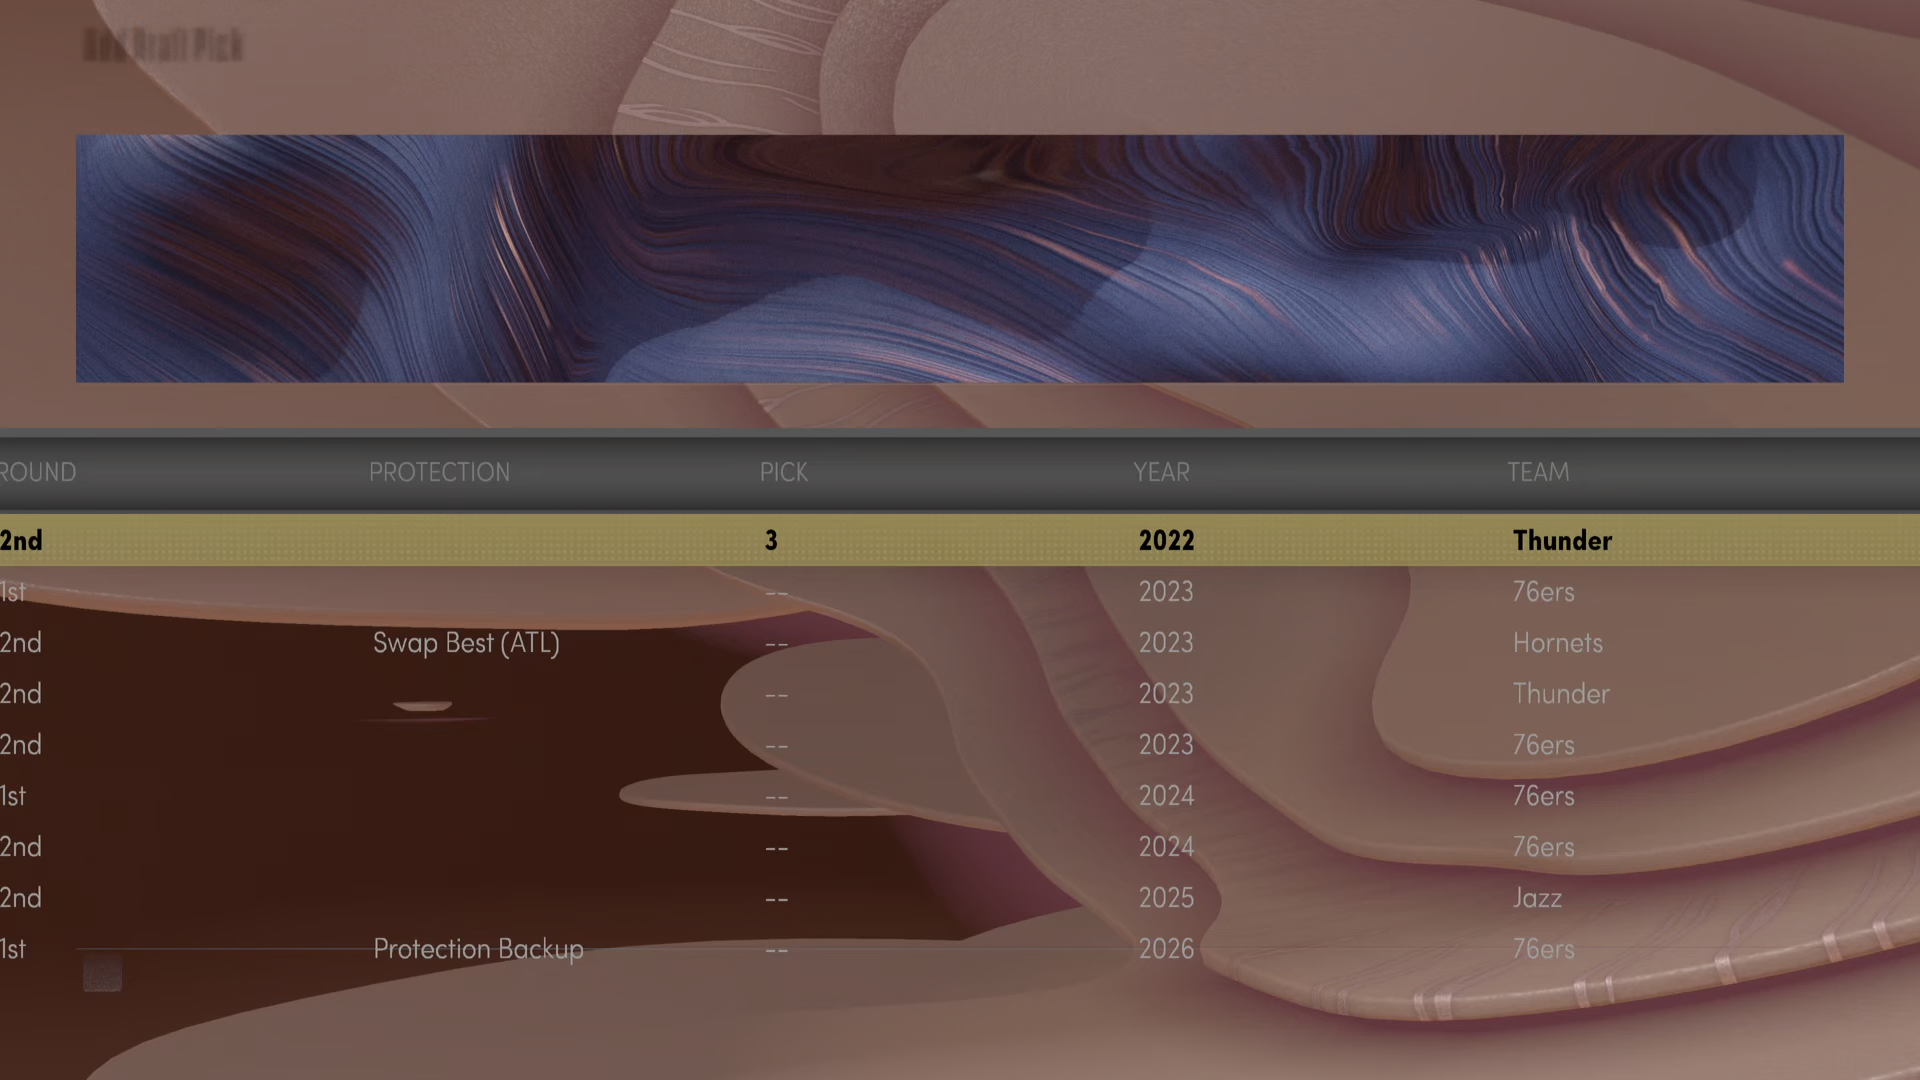 ROUND PROTECTION PICK YEAR TEAM
2nd 3 2022 Thunder
1st -- 2023 76ers
2nd Swap Best (ATL) -- 2023 Hornets
2nd -- 2023 Thunder
2nd -- 2023 76ers
1st -- 2024 76ers
2nd -- 2024 76ers
2nd -- 2025 Jazz
1st Protection Backup -- 2026 76ers